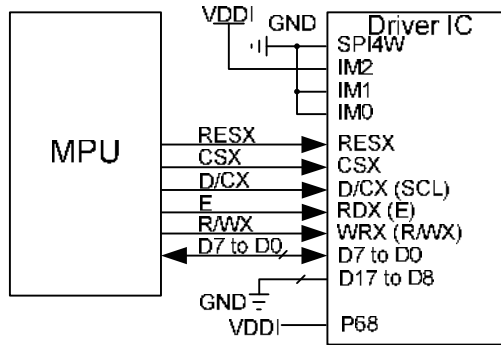 VDDI
GND
Driver IC
SPI4W
IM2
IM1
IM0
MPU
RESX
RESX
CSX
CSX
D/CX
D/CX (SCL)
E
RDX (E)
R/WX
WRX (R/WX)
D7 to D0
D7 to D0
D17 to D8
GND
VDDI
P68